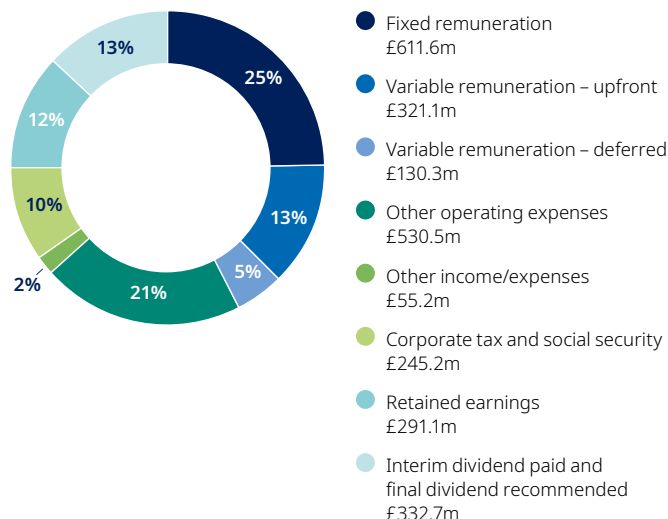 13%
25%
12%
10%
13%
2%
5%
21%
Fixed remuneration
£611.6m
Variable remuneration – upfront
£321.1m
Variable remuneration – deferred
£130.3m
Other operating expenses
£530.5m
Other income/expenses
£55.2m
Corporate tax and social security
£245.2m
Retained earnings
£291.1m
Interim dividend paid and
final dividend recommended
£332.7m